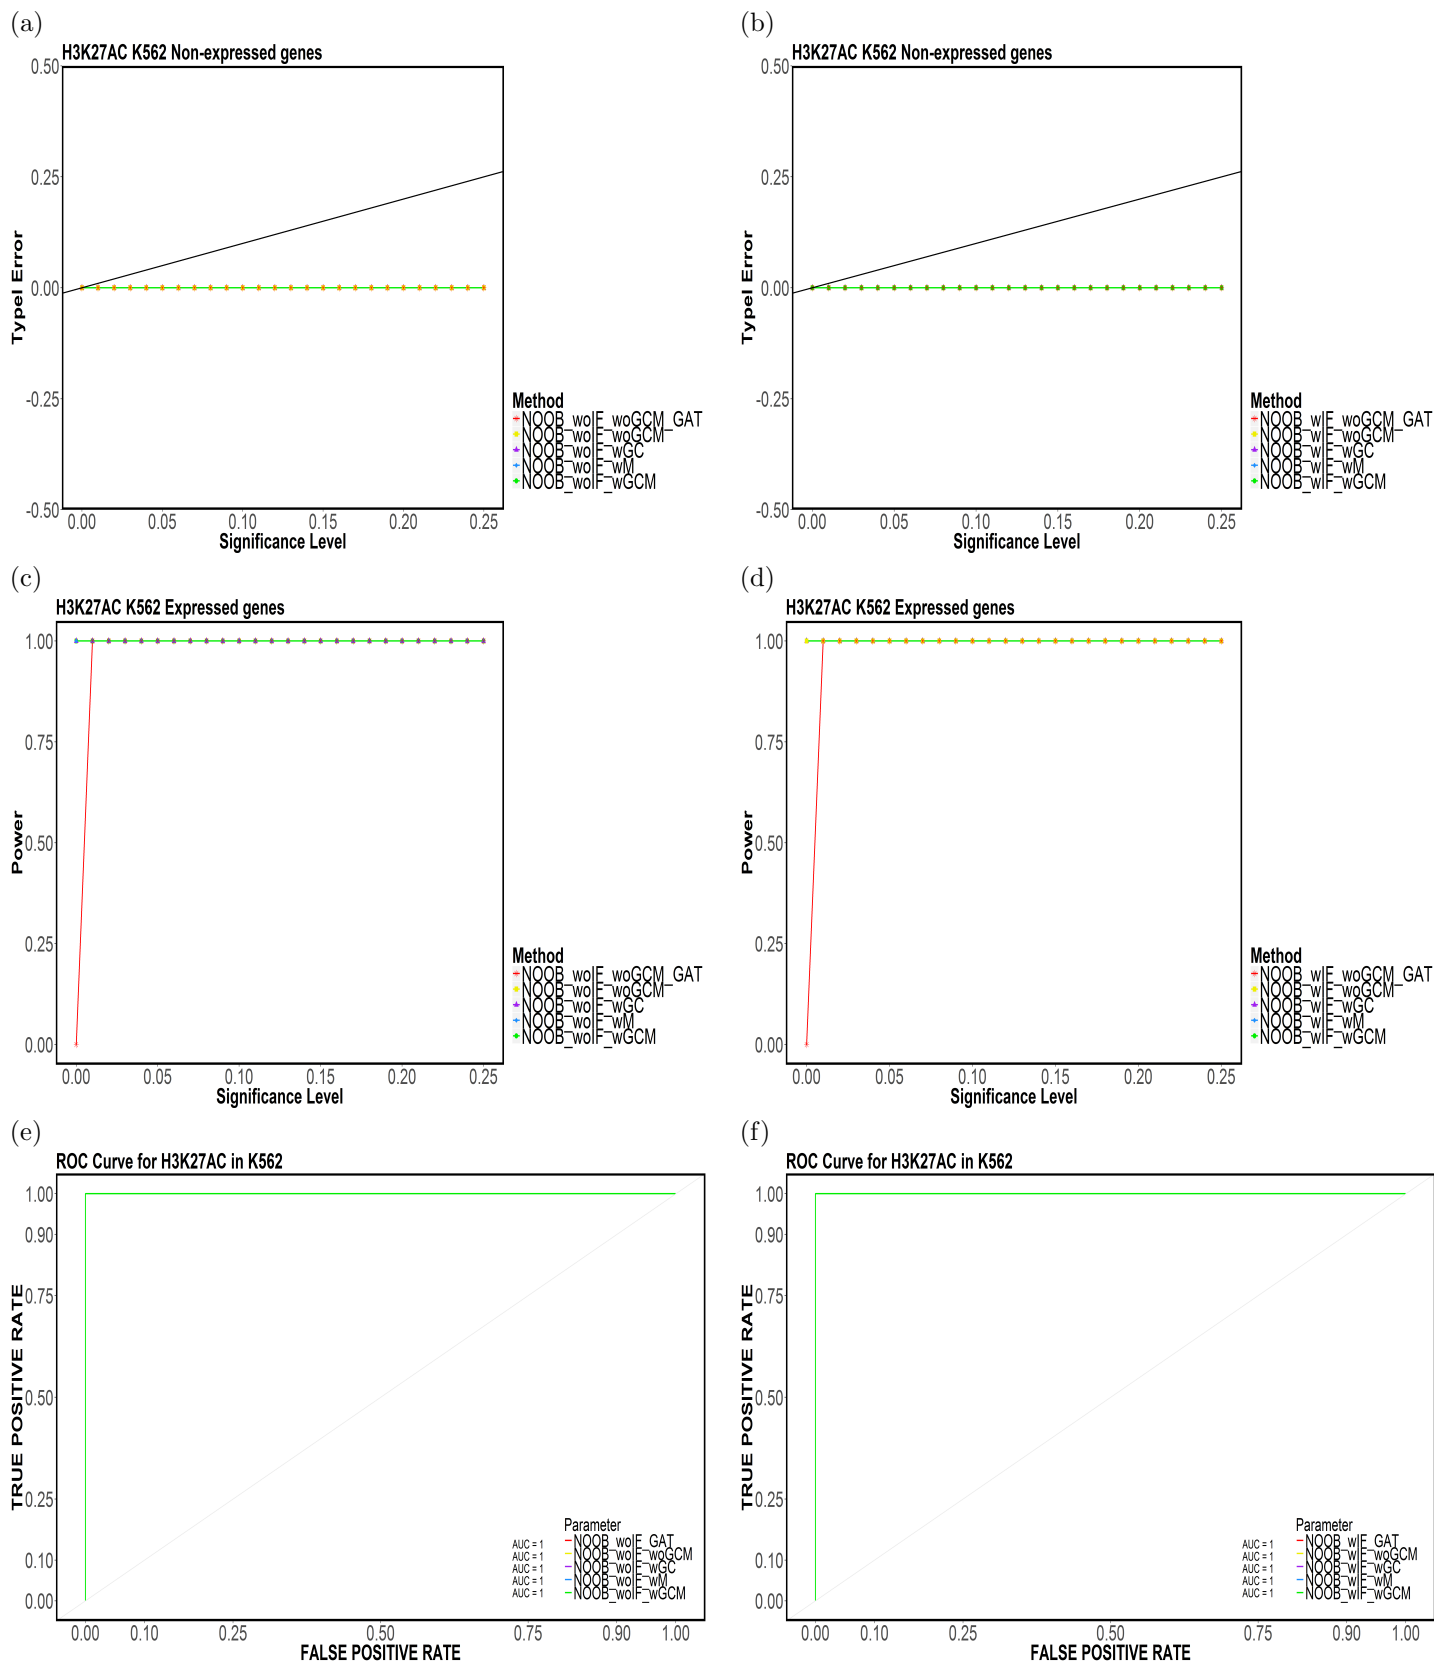 (a)
H3K27AC K562 Non-expressed genes
0.50
0.25
0.00
-0.25
-0.50
TypeI Error
0.00 0.05 0.10 0.15 0.20 0.25
Significance Level
Method
NOOB_woIF_woGCM_GAT
NOOB_woIF_woGCM
NOOB_woIF_wGC
NOOB_woIF_wM
NOOB_woIF_wGCM
(b)
H3K27AC K562 Non-expressed genes
0.50
0.25
0.00
-0.25
-0.50
TypeI Error
0.00 0.05 0.10 0.15 0.20 0.25
Significance Level
Method
NOOB_wIF_woGCM_GAT
NOOB_wIF_woGCM
NOOB_wIF_wGC
NOOB_wIF_wM
NOOB_wIF_wGCM
(c)
H3K27AC K562 Expressed genes
1.00
0.75
0.50
0.25
0.00
Power
0.00 0.05 0.10 0.15 0.20 0.25
Significance Level
Method
NOOB_woIF_woGCM_GAT
NOOB_woIF_woGCM
NOOB_woIF_wGC
NOOB_woIF_wM
NOOB_woIF_wGCM
(d)
H3K27AC K562 Expressed genes
1.00
0.75
0.50
0.25
0.00
Power
0.00 0.05 0.10 0.15 0.20 0.25
Significance Level
Method
NOOB_wIF_woGCM_GAT
NOOB_wIF_woGCM
NOOB_wIF_wGC
NOOB_wIF_wM
NOOB_wIF_wGCM
(e)
ROC Curve for H3K27AC in K562
1.00
0.90
0.75
0.50
0.25
0.10
0.00
TRUE POSITIVE RATE
0.00 0.10 0.25 0.50 0.75 0.90 1.00
FALSE POSITIVE RATE
Parameter
AUC = 1 NOOB_woIF_GAT
AUC = 1 NOOB_woIF_woGCM
AUC = 1 NOOB_woIF_wGC
AUC = 1 NOOB_woIF_wM
AUC = 1 NOOB_woIF_wGCM
(f)
ROC Curve for H3K27AC in K562
1.00
0.90
0.75
0.50
0.25
0.10
0.00
TRUE POSITIVE RATE
0.00 0.10 0.25 0.50 0.75 0.90 1.00
FALSE POSITIVE RATE
Parameter
AUC = 1 NOOB_wIF_GAT
AUC = 1 NOOB_wIF_woGCM
AUC = 1 NOOB_wIF_wGC
AUC = 1 NOOB_wIF_wM
AUC = 1 NOOB_wIF_wGCM